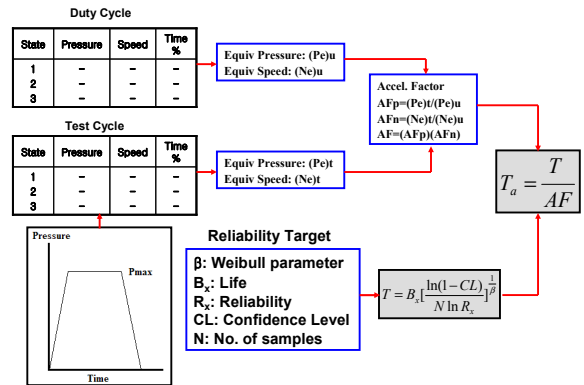 Duty Cycle
State Pressure Speed Time %
1 – – –
2 – – –
3 – – –
Equiv Pressure: (Pe)u
Equiv Speed: (Ne)u
Accel. Factor
AFp=(Pe)t/(Pe)u
AFn=(Ne)t/(Ne)u
AF=(AFp)(AFn)
Test Cycle
State Pressure Speed Time %
1 – – –
2 – – –
3 – – –
Equiv Pressure: (Pe)t
Equiv Speed: (Ne)t
T_a = T / AF
Pressure
Pmax
Time
Reliability Target
β: Weibull parameter
Bₓ: Life
Rₓ: Reliability
CL: Confidence Level
N: No. of samples
T = Bₓ[ln(1−CL) / N ln Rₓ]^(1/β)